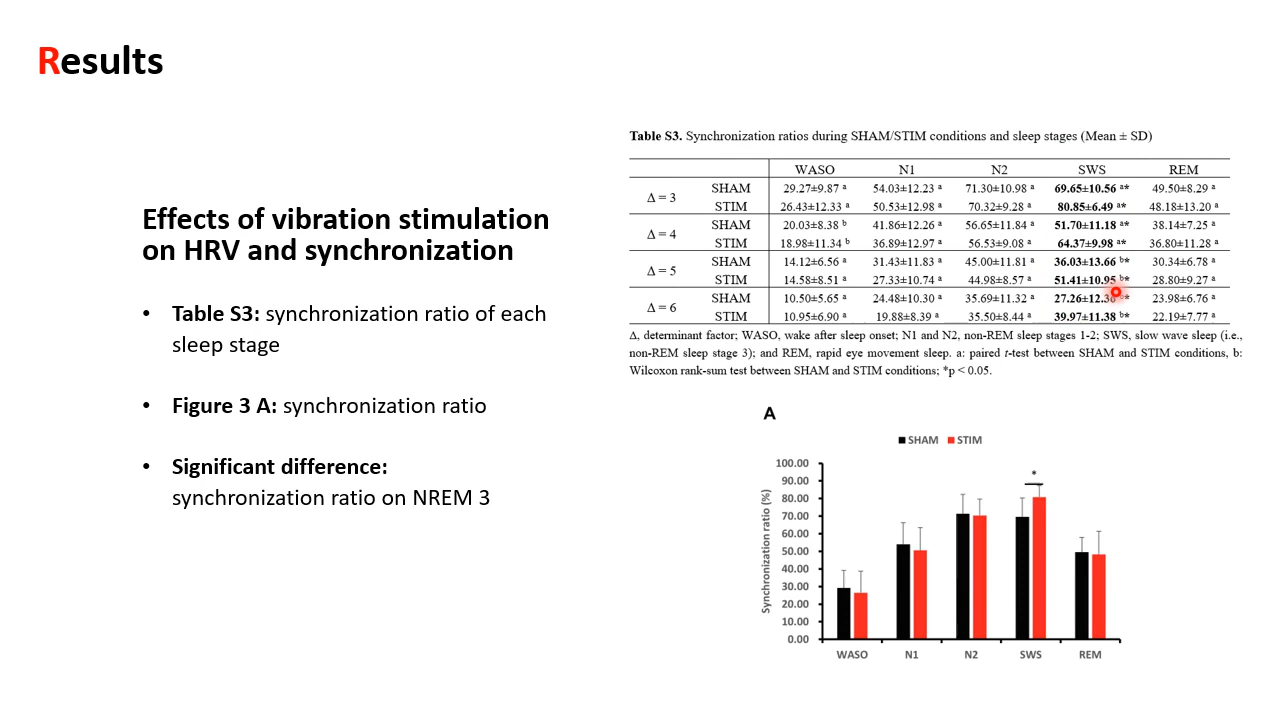 Results
Effects of vibration stimulation
on HRV and synchronization
• Table S3: synchronization ratio of each
sleep stage
• Figure 3 A: synchronization ratio
• Significant difference:
synchronization ratio on NREM 3
Table S3. Synchronization ratios during SHAM/STIM conditions and sleep stages (Mean ± SD)
WASO N1 N2 SWS REM
Δ = 3 SHAM 29.27±9.87 a 54.03±12.23 a 71.30±10.98 a 69.65±10.56 a* 49.50±8.29 a
STIM 26.43±12.33 a 50.53±12.98 a 70.32±9.28 a 80.85±6.49 a* 48.18±13.20 a
Δ = 4 SHAM 20.03±8.38 b 41.86±12.26 a 56.65±11.84 a 51.70±11.18 a* 38.14±7.25 a
STIM 18.98±11.34 b 36.89±12.97 a 56.53±9.08 a 64.37±9.98 a* 36.80±11.28 a
Δ = 5 SHAM 14.12±6.56 a 31.43±11.83 a 45.00±11.81 a 36.03±13.66 b* 30.34±6.78 a
STIM 14.58±8.51 a 27.33±10.74 a 44.98±8.57 a 51.41±10.95 b* 28.80±9.27 a
Δ = 6 SHAM 10.50±5.65 a 24.48±10.30 a 35.69±11.32 a b* 23.98±6.76 a
STIM 10.95±6.90 a 19.88±8.39 a 35.50±8.44 a 39.97±11.38 b* 22.19±7.77 a
Δ, determinant factor; WASO, wake after sleep onset; N1 and N2, non-REM sleep stages 1-2; SWS, slow wave sleep (i.e.,
non-REM sleep stage 3); and REM, rapid eye movement sleep. a: paired t-test between SHAM and STIM conditions, b:
Wilcoxon rank-sum test between SHAM and STIM conditions; *p < 0.05.
A
SHAM STIM
Synchronization ratio (%)
100.00
90.00
80.00
70.00
60.00
50.00
40.00
30.00
20.00
10.00
0.00
*
WASO N1 N2 SWS REM